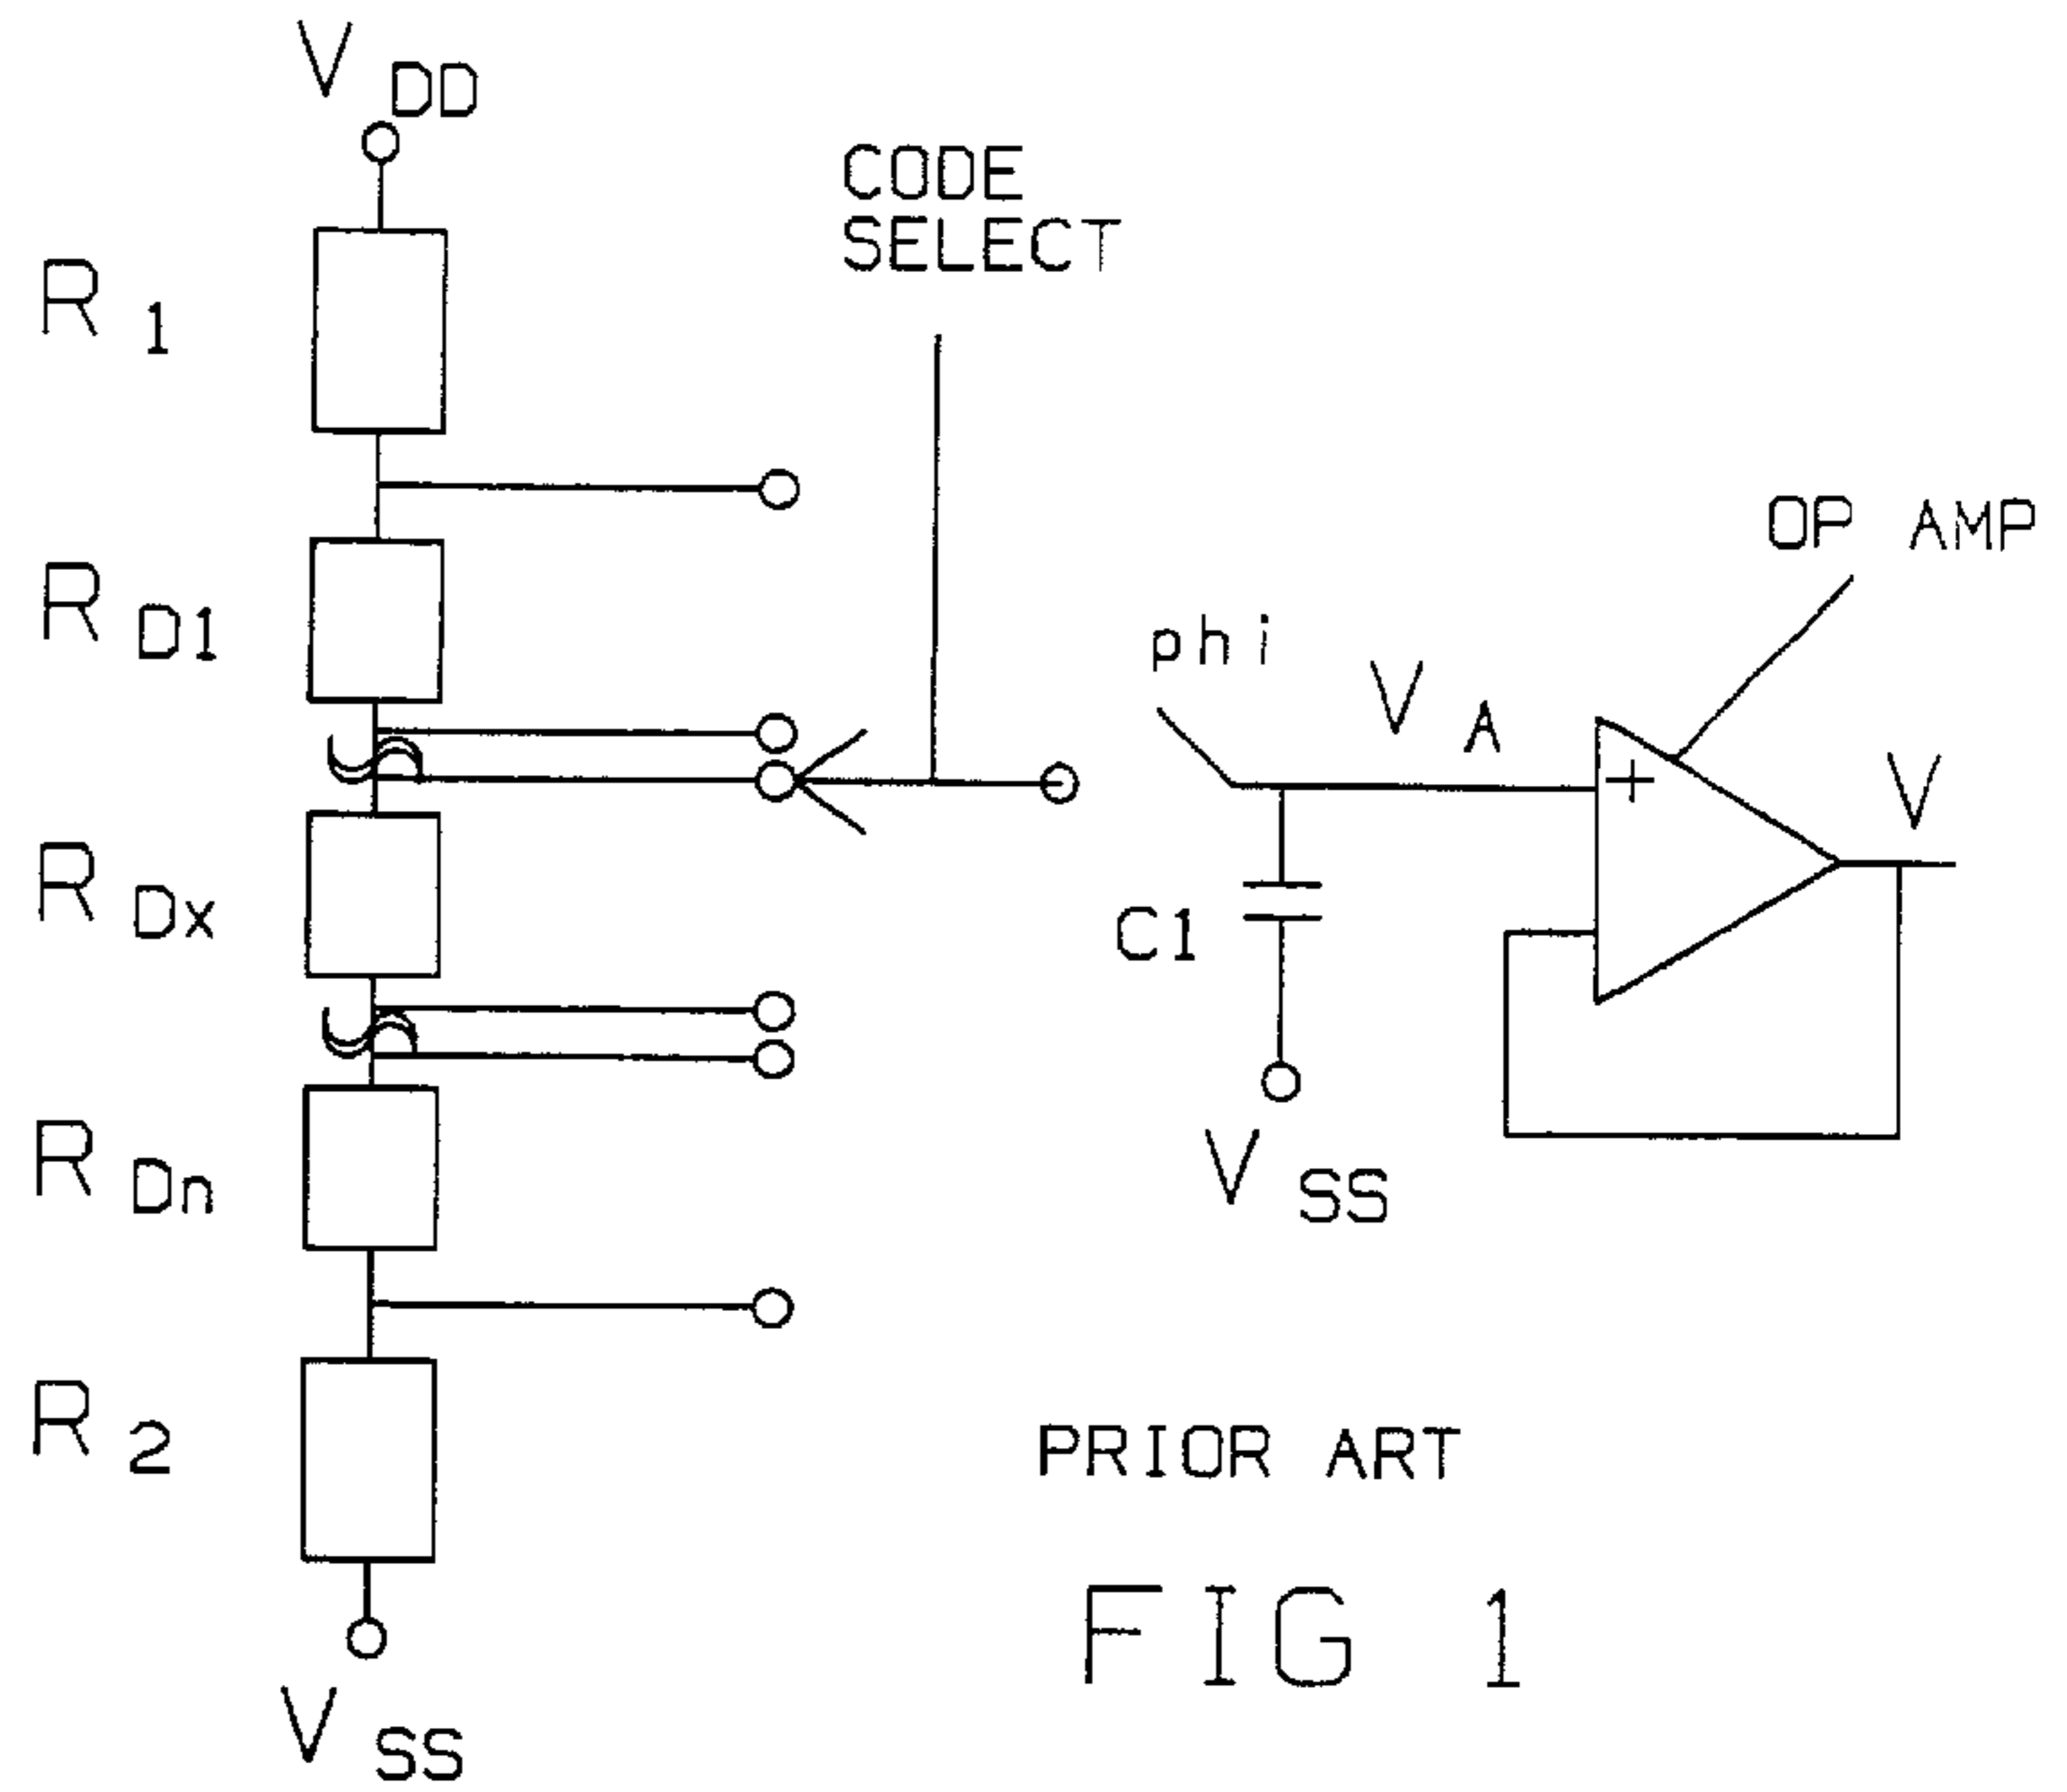 V DD
CODE
SELECT
R 1
OP AMP
R D1
phi
V A
+
V
R Dx
C1
R Dn
V SS
R 2
PRIOR ART
FIG 1
V SS